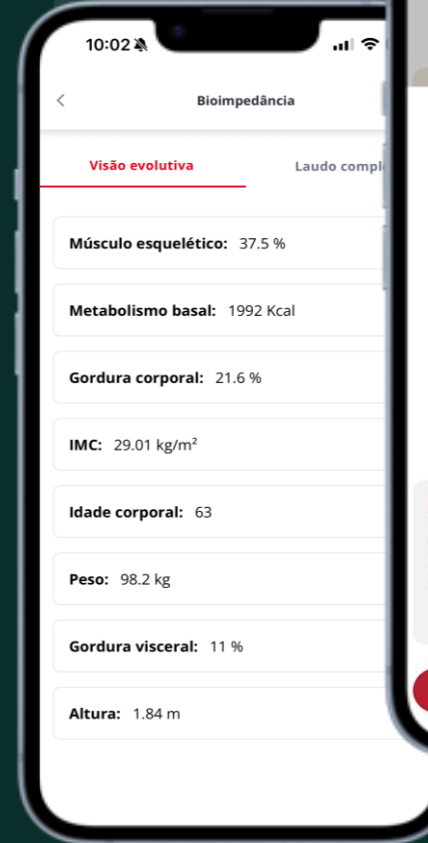 10:02
Bioimpedância
Visão evolutiva
Laudo
Músculo esquelético: 37.5 %
Metabolismo basal: 1992 Kcal
Gordura corporal: 21.6 %
IMC: 29.01 kg/m²
Idade corporal: 63
Peso: 98.2 kg
Gordura visceral: 11 %
Altura: 1.84 m